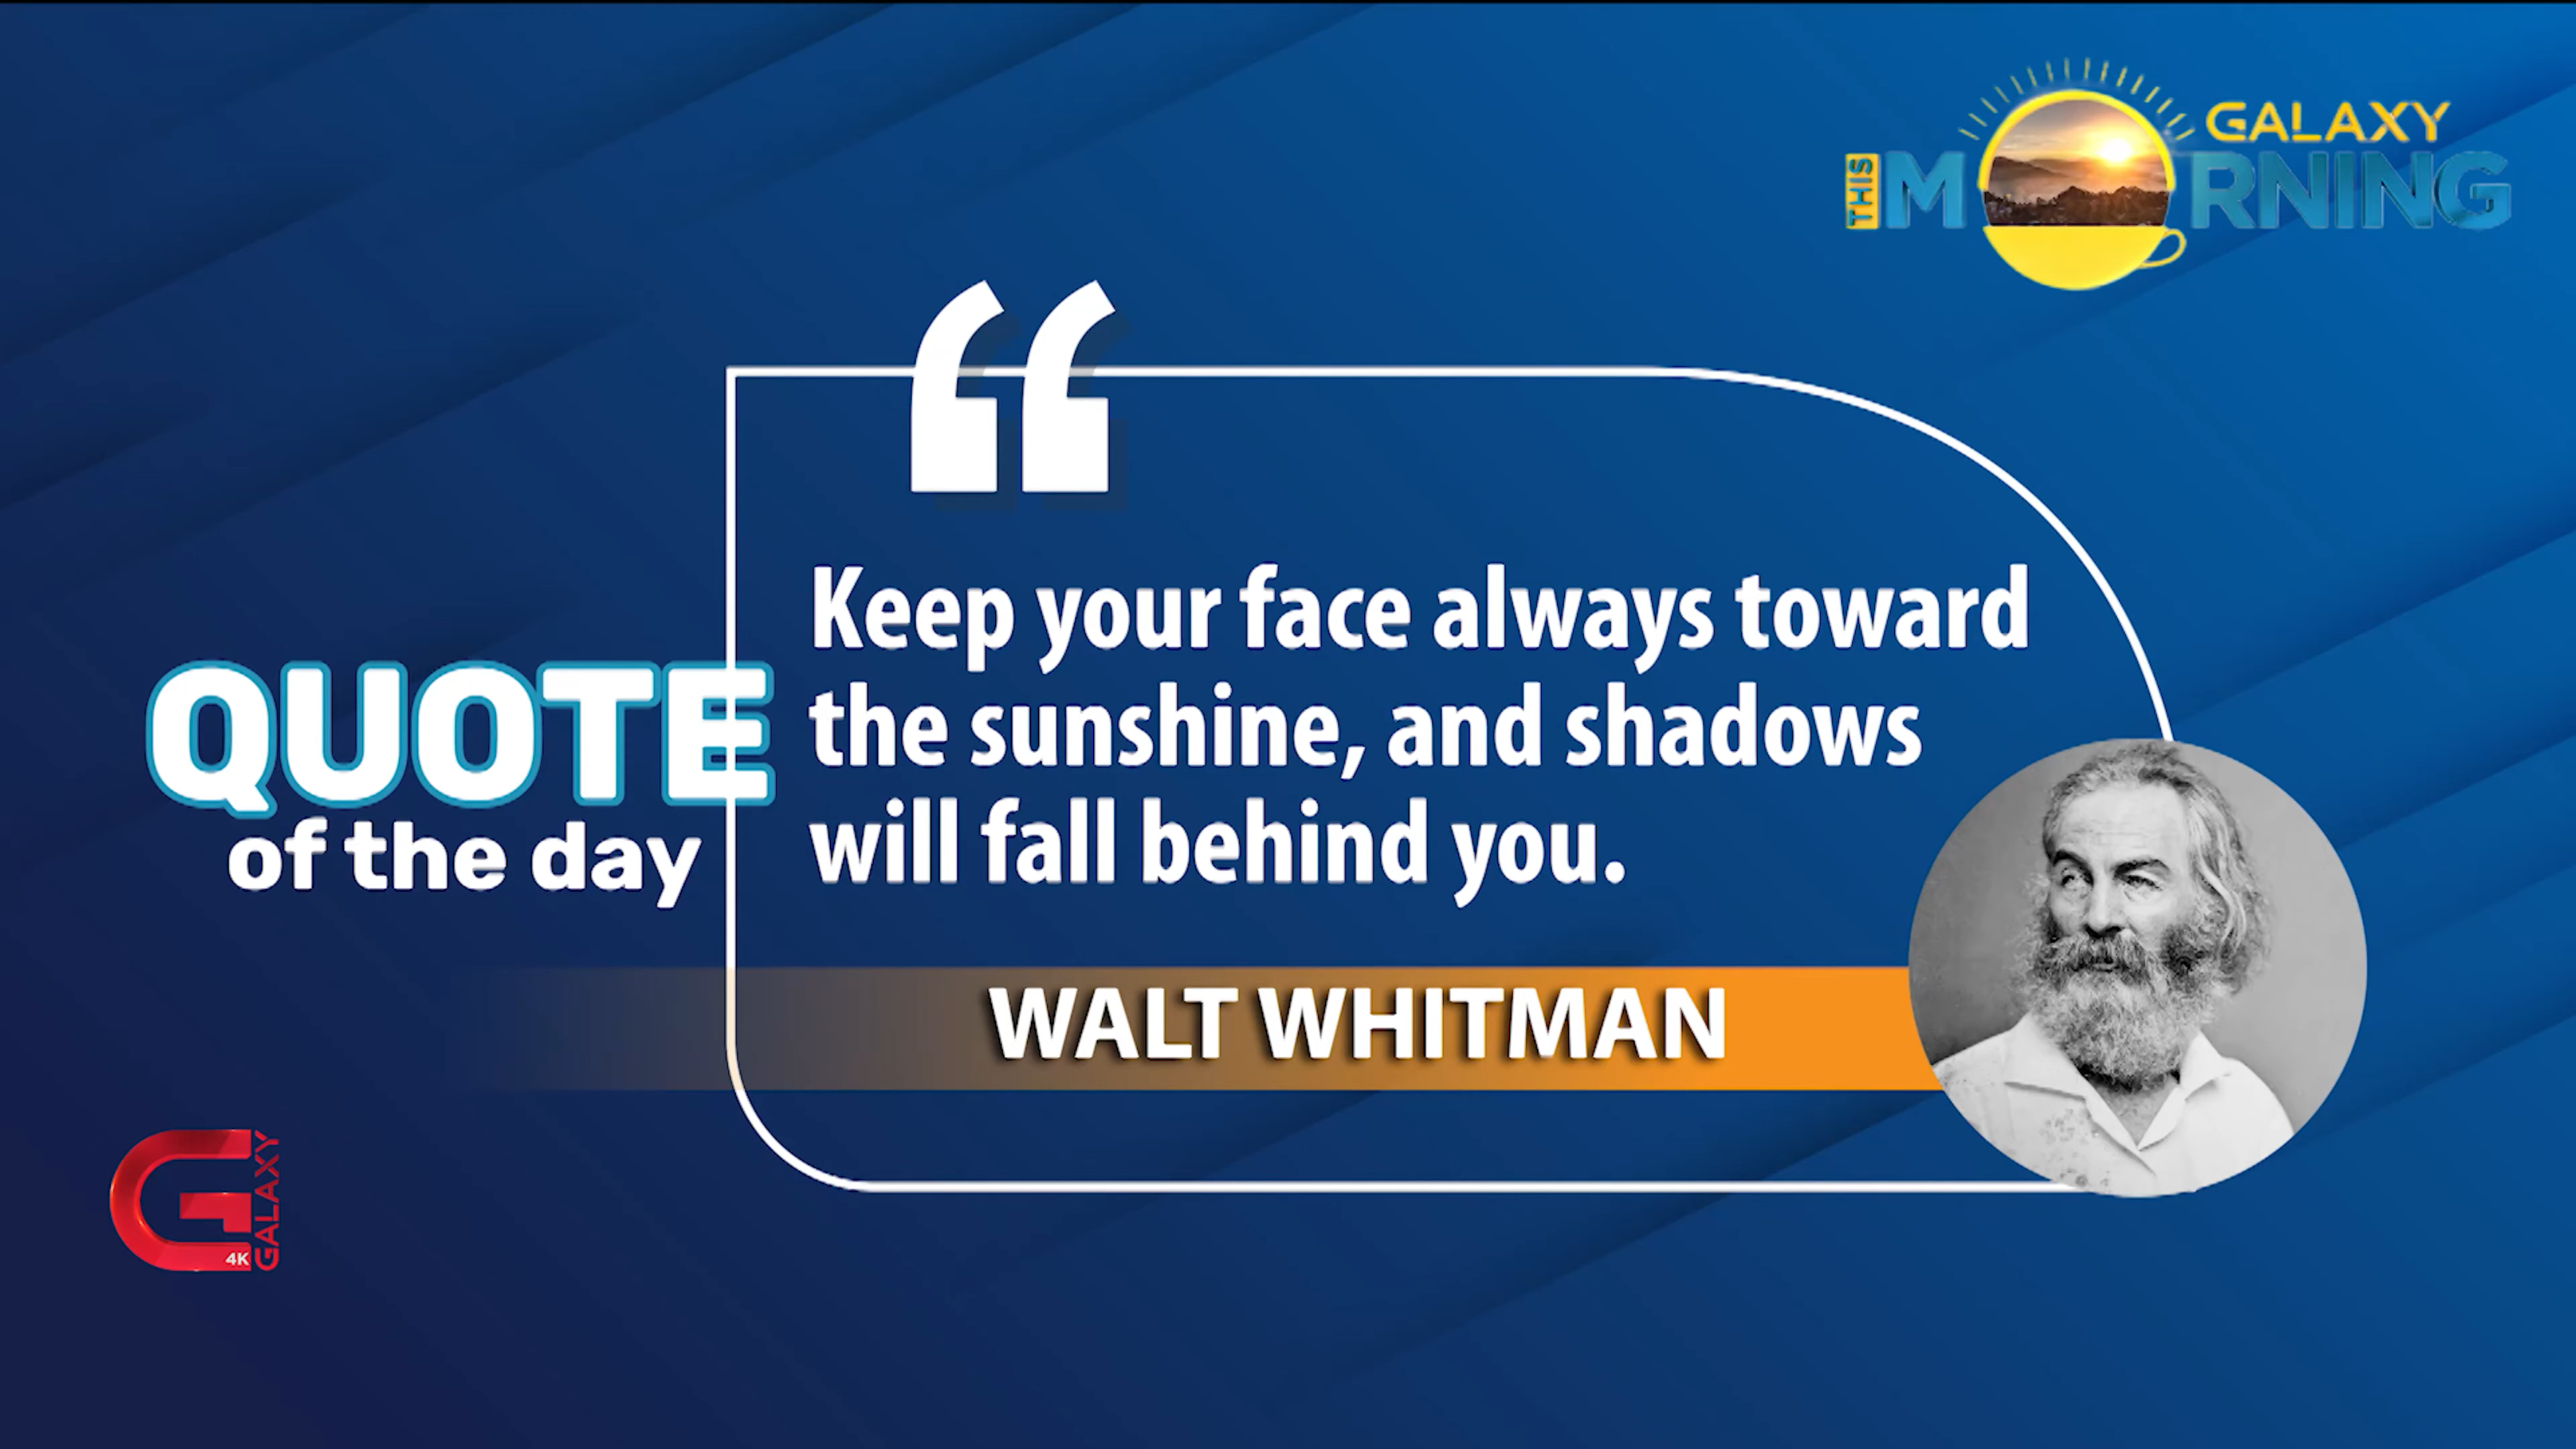 GALAXY
THIS MORNING
“
Keep your face always toward
the sunshine, and shadows
will fall behind you.
QUOTE
of the day
WALT WHITMAN
4K
GALAXY